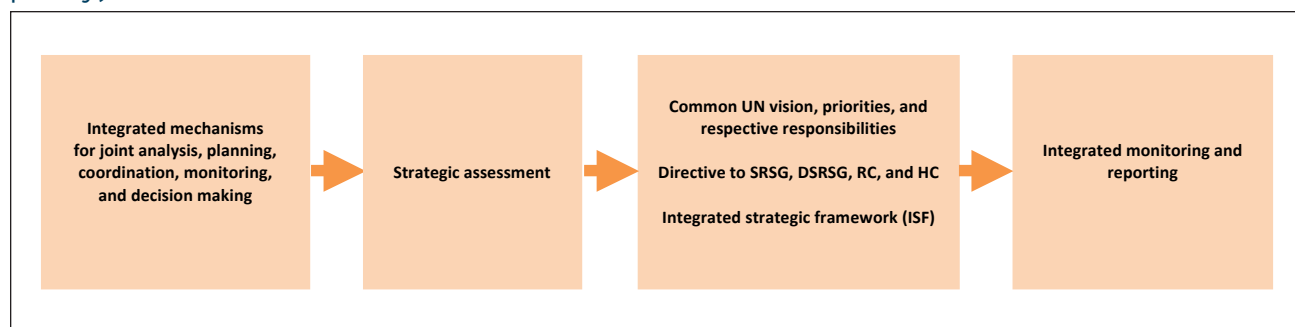 Integrated mechanisms
for joint analysis, planning,
coordination, monitoring,
and decision making
Strategic assessment
Common UN vision, priorities, and
respective responsibilities
Directive to SRSG, DSRSG, RC, and HC
Integrated strategic framework (ISF)
Integrated monitoring and
reporting